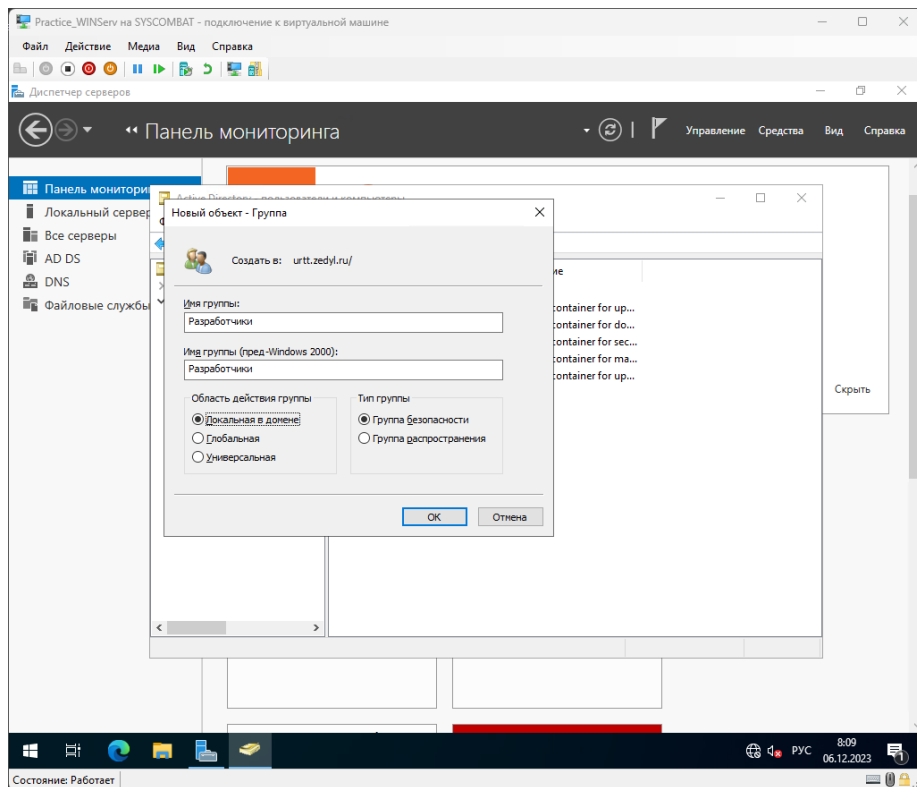 Practice_WINServ на SYSCOMBAT - подключение к виртуальной машине
Файл Действие Медиа Вид Справка
Диспетчер серверов
Панель мониторинга
Управление Средства Вид Справка
Панель монитори
Локальный сервер
Все серверы
AD DS
DNS
Файловые службы
Active Directory - пользователи и компьютеры
Новый объект - Группа
Создать в: urtt.zedyl.ru/
Имя группы:
Разработчики
Имя группы (пред-Windows 2000):
Разработчики
Область действия группы
Локальная в домене
Глобальная
Универсальная
Тип группы
Группа безопасности
Группа распространения
OK Отмена
ие
container for up...
container for do...
container for sec...
container for ma...
container for up...
Скрыть
РУС
8:09
06.12.2023
1
Состояние: Работает